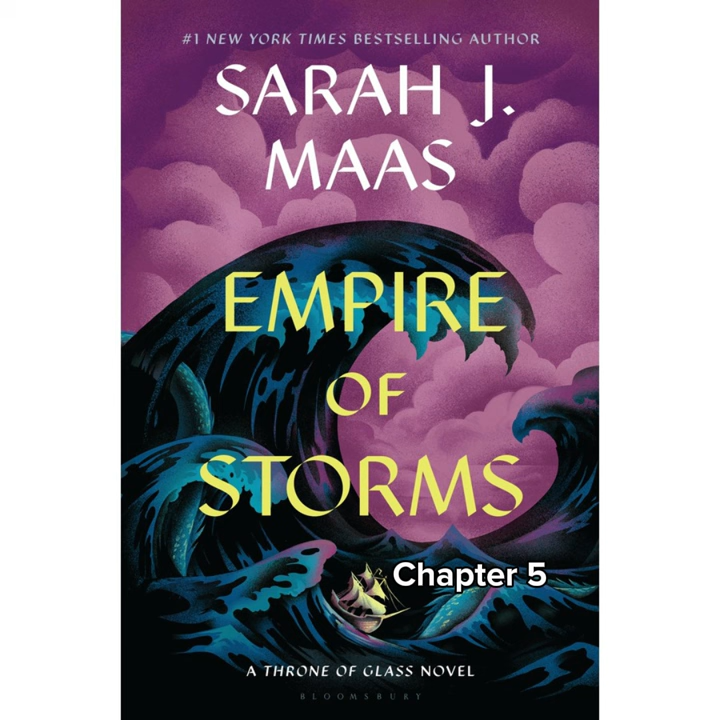 #1 NEW YORK TIMES BESTSELLING AUTHOR
SARAH J.
MAAS
EMPIRE
OF
STORMS
Chapter 5
A THRONE OF GLASS NOVEL
BLOOMSBURY